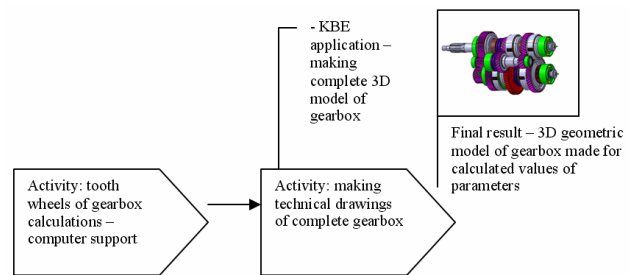 - KBE
application –
making
complete 3D
model of
gearbox
Final result – 3D geometric
model of gearbox made for
calculated values of
parameters
Activity: tooth
wheels of gearbox
calculations –
computer support
Activity: making
technical drawings
of complete gearbox